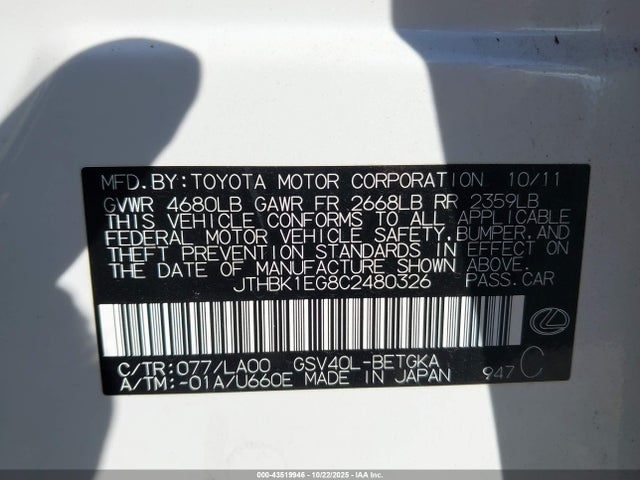 MFD.BY:TOYOTA MOTOR CORPORATION 10/11
GVWR 4680LB GAWR FR 2668LB RR 2359LB
THIS VEHICLE CONFORMS TO ALL APPLICABLE
FEDERAL MOTOR VEHICLE SAFETY,BUMPER,AND
THEFT PREVENTION STANDARDS IN EFFECT ON
THE DATE OF MANUFACTURE SHOWN ABOVE.
JTHBK1EG8C2480326 PASS.CAR
C/TR:077/LA00 GSV40L-BETGKA
A/TM:-01A/U660E MADE IN JAPAN 947 C
000-43519946 - 10/22/2025 - IAA Inc.